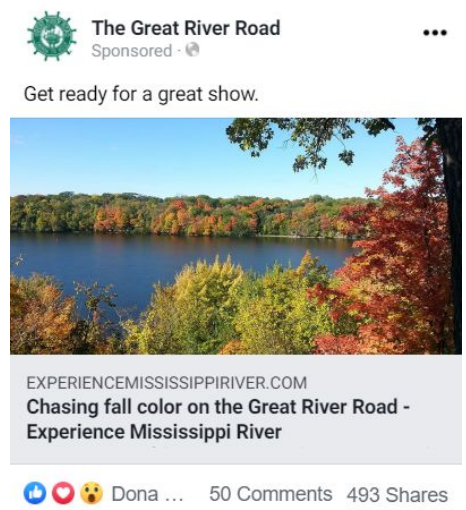 The Great River Road
Sponsored ·
Get ready for a great show.
EXPERIENCEMISSISSIPPIRIVER.COM
Chasing fall color on the Great River Road -
Experience Mississippi River
Dona ... 50 Comments 493 Shares